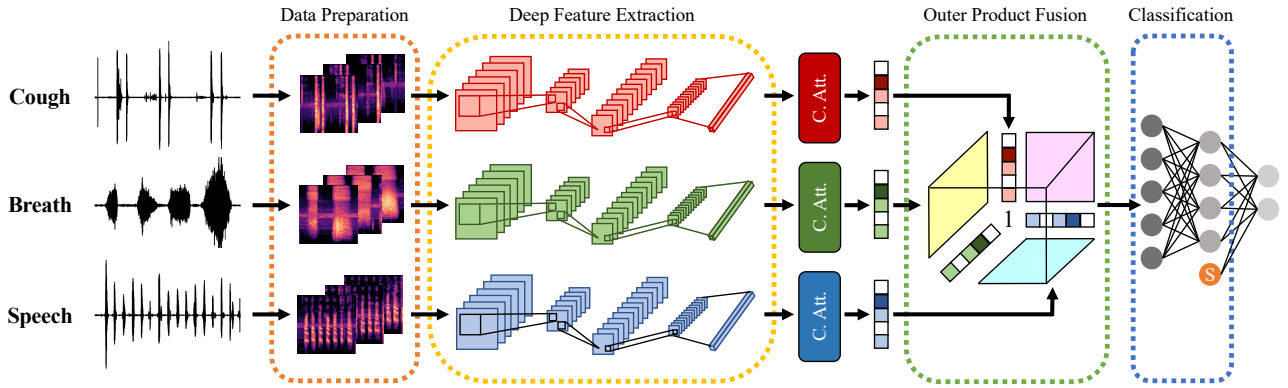 Data Preparation
Deep Feature Extraction
Outer Product Fusion
Classification
Cough
C. Att.
Breath
C. Att.
1
Speech
C. Att.
S